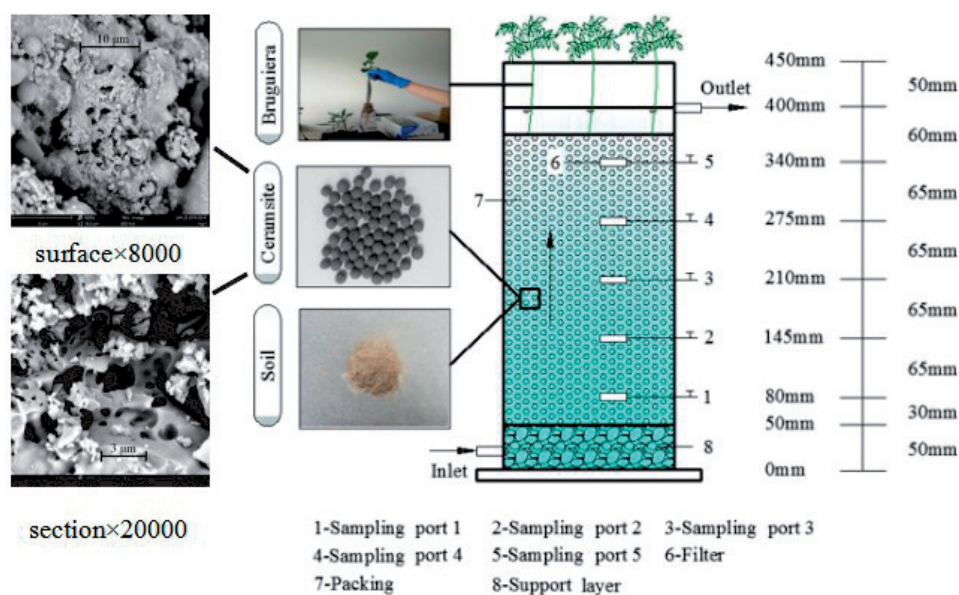 10 μm
surface×8000
3 μm
section×20000
Bruguiera
Ceramsite
Soil
Outlet
Inlet
6
7
5
4
3
2
1
8
450mm
400mm
340mm
275mm
210mm
145mm
80mm
50mm
0mm
50mm
60mm
65mm
65mm
65mm
65mm
30mm
50mm
1-Sampling port 1 2-Sampling port 2 3-Sampling port 3
4-Sampling port 4 5-Sampling port 5 6-Filter
7-Packing 8-Support layer